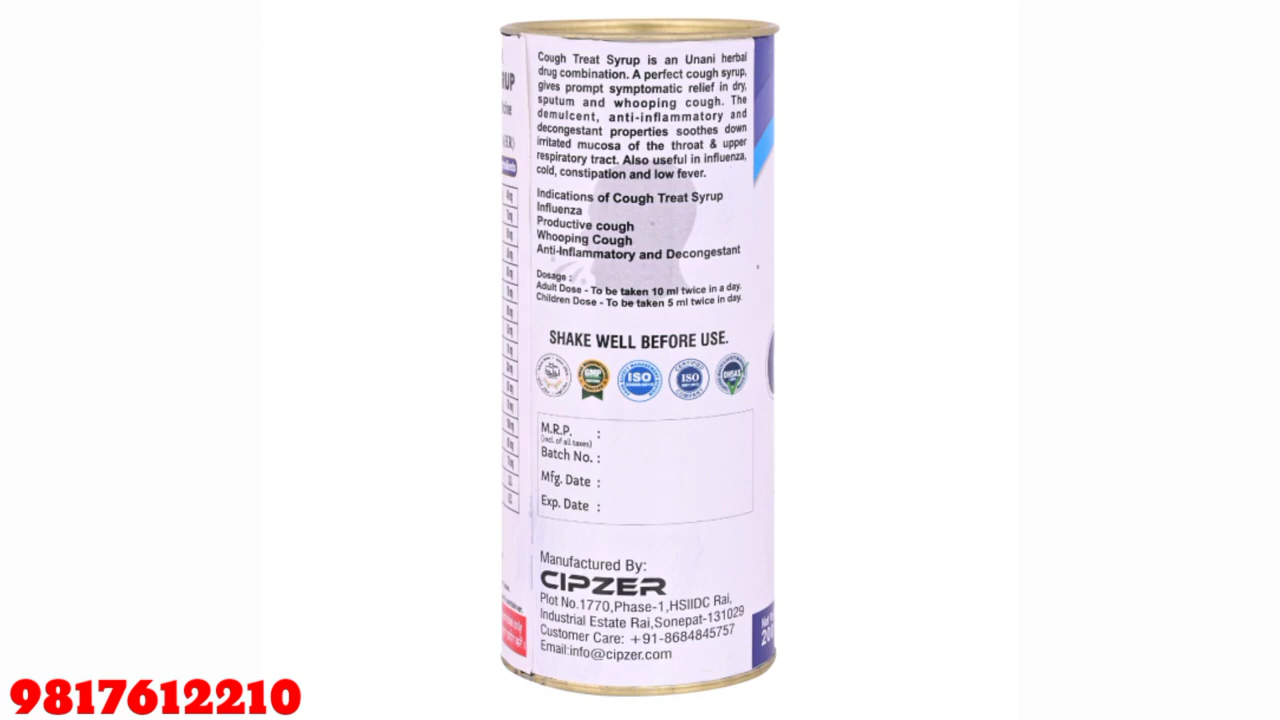 Cough Treat Syrup is an Unani herbal
drug combination. A perfect cough syrup,
gives prompt symptomatic relief in dry,
sputum and whooping cough. The
demulcent, anti-inflammatory and
decongestant properties soothes down
irritated mucosa of the throat & upper
respiratory tract. Also useful in influenza,
cold, constipation and low fever.
Indications of Cough Treat Syrup
Influenza
Productive cough
Whooping Cough
Anti-Inflammatory and Decongestant
Dosage :
Adult Dose - To be taken 10 ml twice in a day.
Children Dose - To be taken 5 ml twice in day.
SHAKE WELL BEFORE USE.
GMP
ISO
ISO
CERTIFIED
COMPANY
OHSAS
M.R.P. :
(incl. of all taxes)
Batch No. :
Mfg. Date :
Exp. Date :
Manufactured By:
CIPZER
Plot No.1770,Phase-1,HSIIDC Rai,
Industrial Estate Rai,Sonepat-131029
Customer Care: +91-8684845757
Email:info@cipzer.com
9817612210